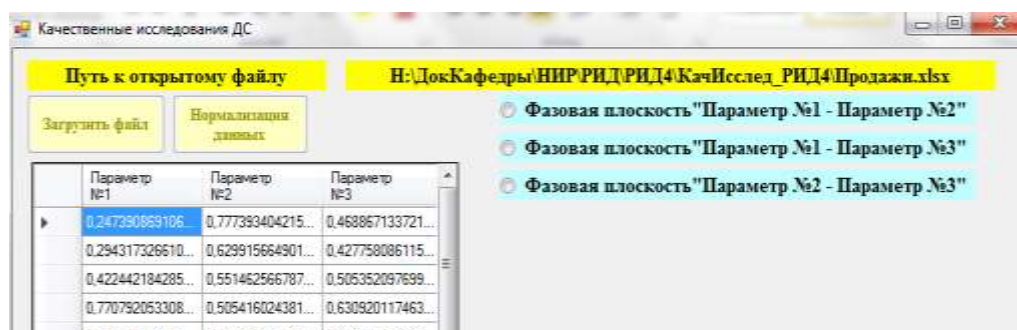 Качественные исследования ДС
Путь к открытому файлу
H:\ДокКафедры\НИР\РИД\РИД4\КачИсслед_РИД4\Продажи.xlsx
Загрузить файл
Нормализация
данных
Фазовая плоскость"Параметр №1 - Параметр №2"
Фазовая плоскость"Параметр №1 - Параметр №3"
Фазовая плоскость"Параметр №2 - Параметр №3"
Параметр Параметр Параметр
№1 №2 №3
0,247390869106... 0,777393404215... 0,468867133721...
0,294317326610... 0,629915664901... 0,427758086115...
0,422442184285... 0,551462566787... 0,505352097699...
0,770792053308... 0,505416024381... 0,630920117463...